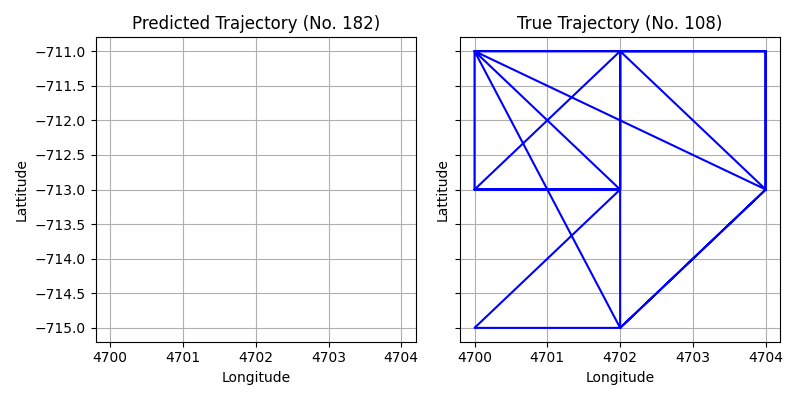 Predicted Trajectory (No. 182)
True Trajectory (No. 108)
−711.0
−711.5
−712.0
−712.5
−713.0
−713.5
−714.0
−714.5
−715.0
Lattitude
Lattitude
4700 4701 4702 4703 4704
4700 4701 4702 4703 4704
Longitude
Longitude